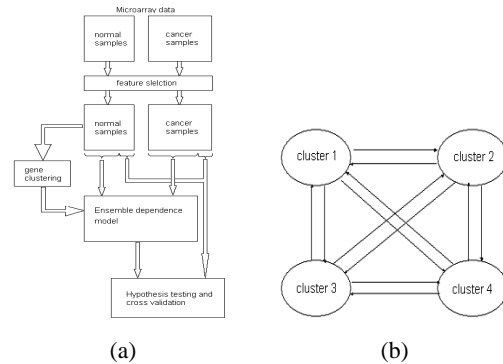 Microarray data
normal
samples
cancer
samples
feature slelction
normal
samples
cancer
samples
gene
clustering
Ensemble dependence
model
Hypothesis testing and
cross validation
(a)
cluster 1
cluster 2
cluster 3
cluster 4
(b)